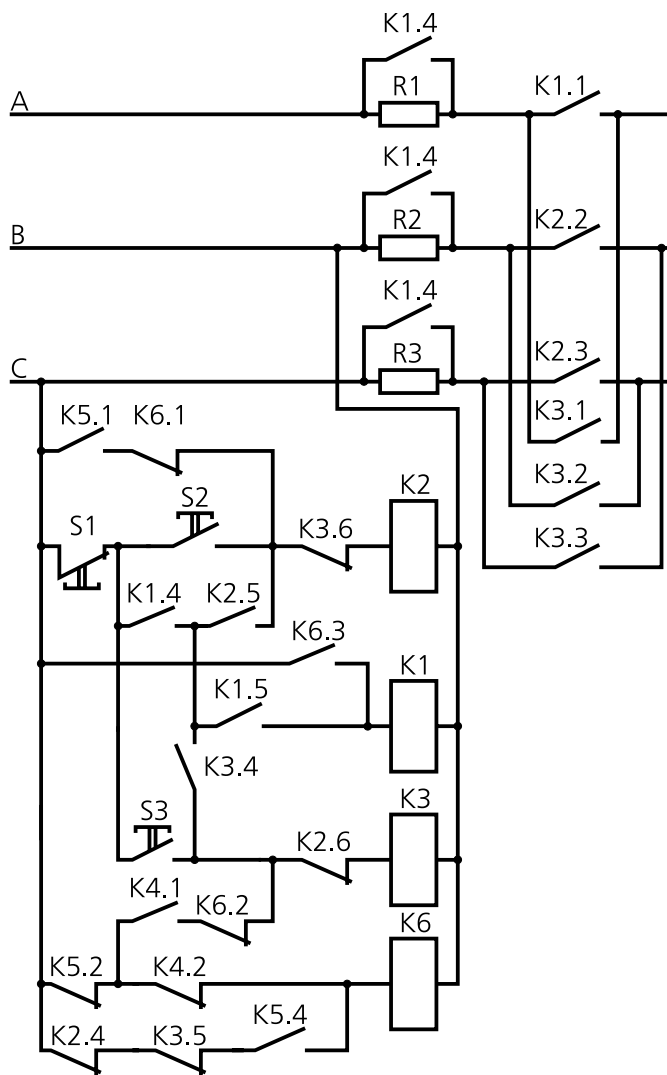 K1.4
R1
A
K1.1
K1.4
R2
B
K2.2
K1.4
R3
C
K2.3
K5.1 K6.1
K3.1
S2
K2
K3.2
S1
K3.6
K3.3
K1.4 K2.5
K6.3
K1
K1.5
K3.4
S3
K3
K2.6
K4.1
K6.2
K6
K5.2 K4.2
K5.4
K2.4 K3.5